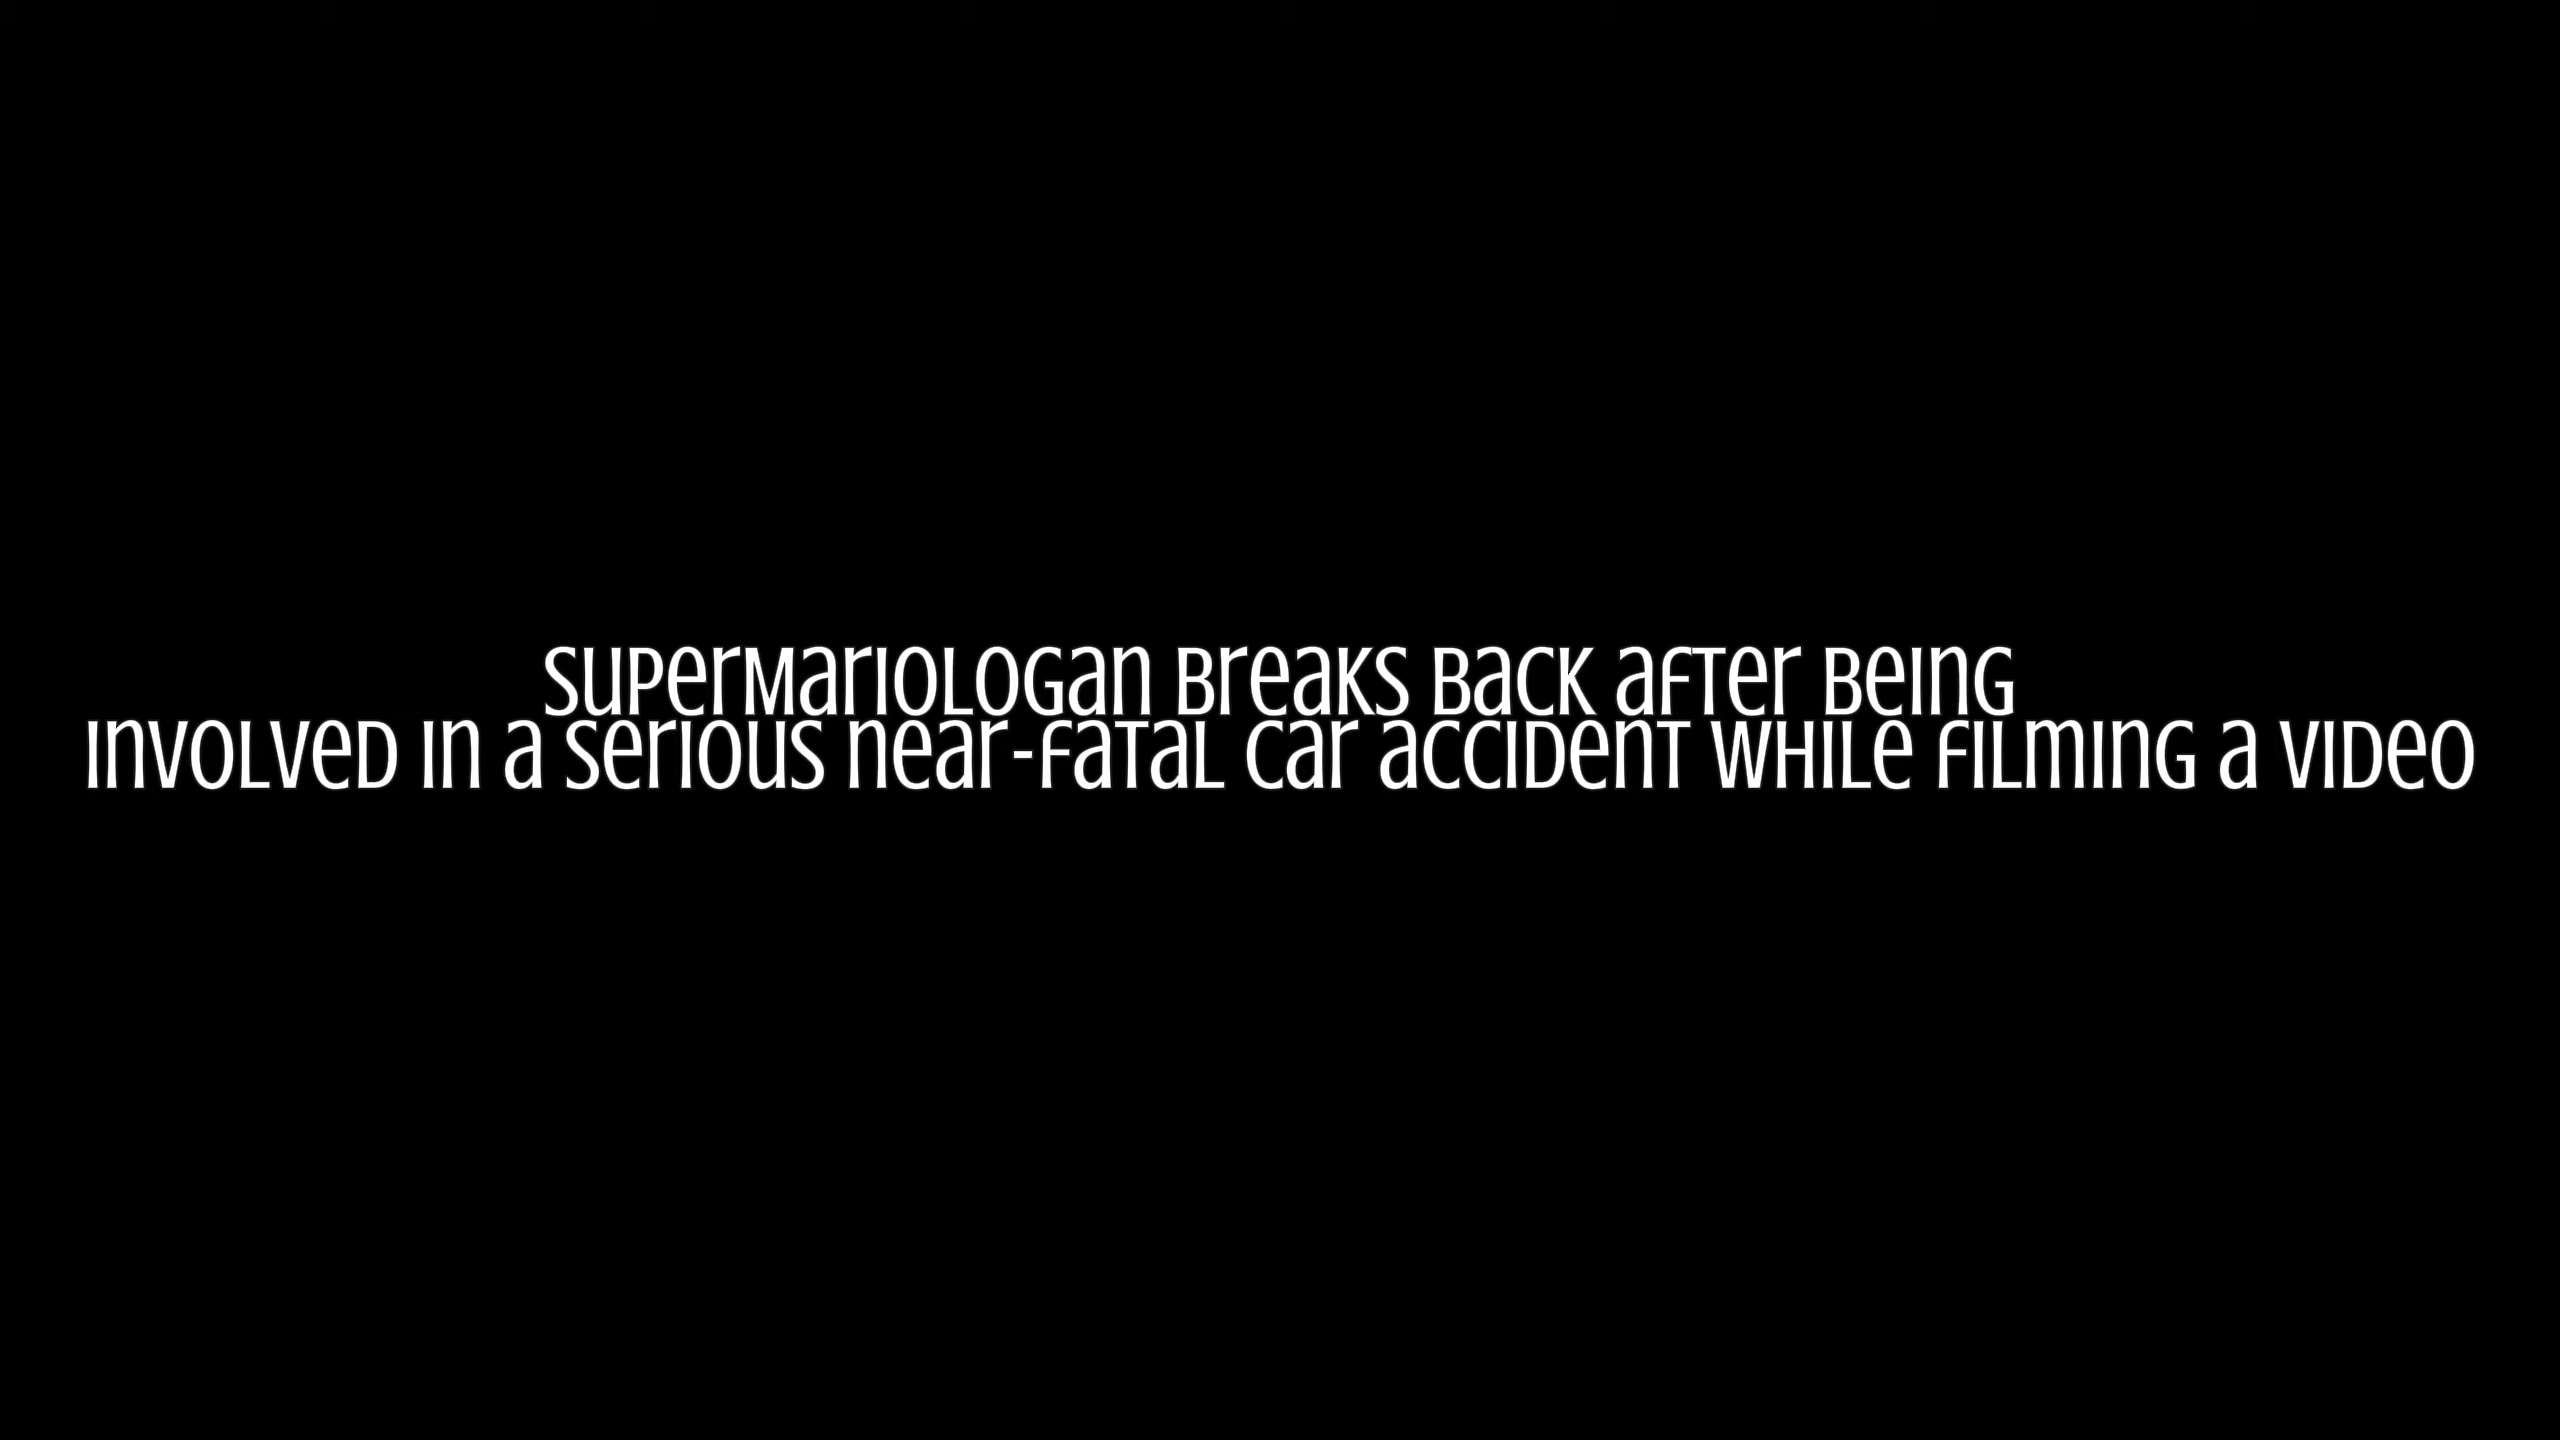 SuperMarioLogan breaks back after being
involved in a serious near-fatal car accident while filming a video